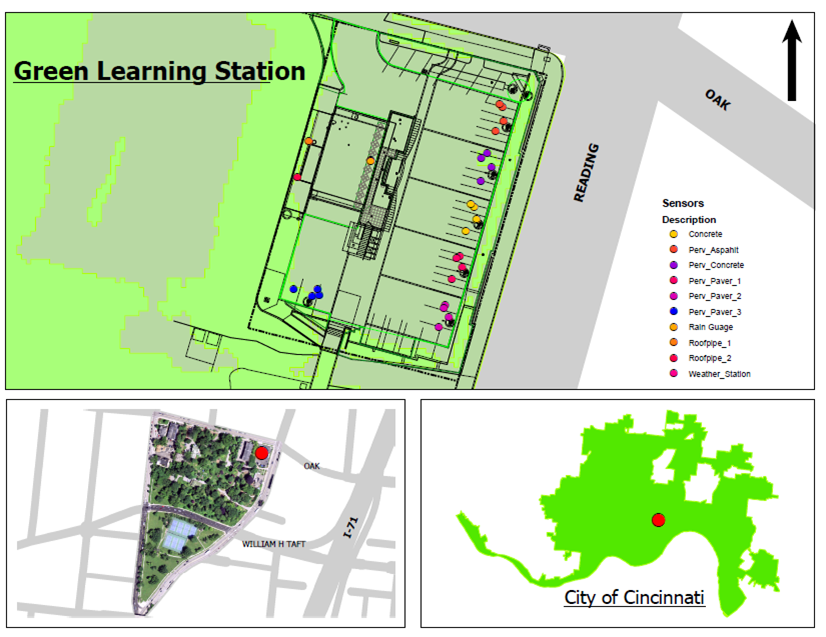 Green Learning Station
OAK
READING
Sensors
Description
Concrete
Perv_Aspahlt
Perv_Concrete
Perv_Paver_1
Perv_Paver_2
Perv_Paver_3
Rain Guage
Roofpipe_1
Roofpipe_2
Weather_Station
OAK
I-71
WILLIAM H TAFT
City of Cincinnati